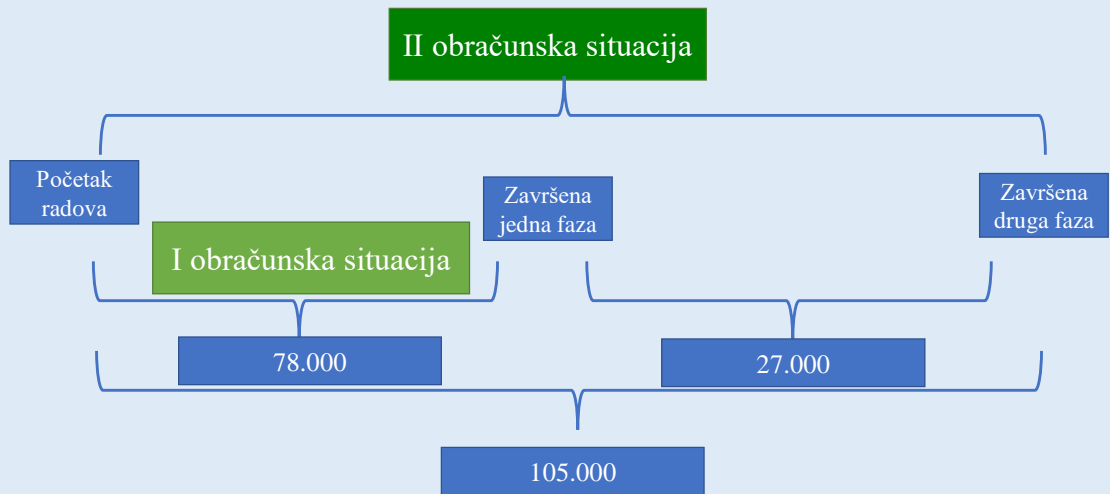 II obračunska situacija
Početak
radova
Završena
jedna faza
Završena
druga faza
I obračunska situacija
78.000
27.000
105.000